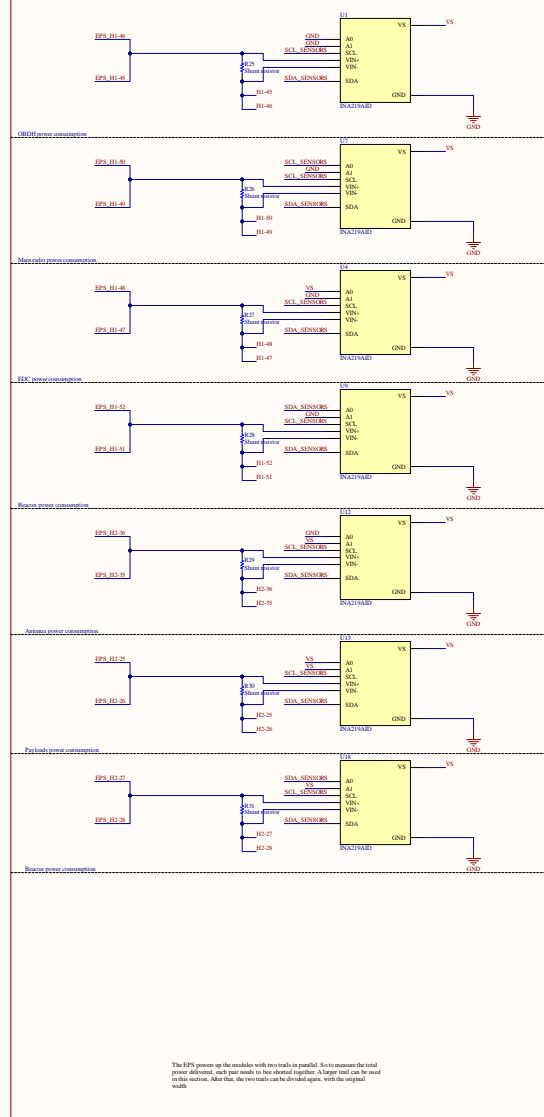 U1
VS VS
EPS_H1-46 GND A0
GND A1
SCL_SENSORS SCL
VIN+
R25 VIN-
Shunt resistor
EPS_H1-45 SDA_SENSORS SDA
H1-45 GND
H1-46 INA219AID
GND
OBDH power consumption
U7
VS VS
EPS_H1-50 SCL_SENSORS A0
GND A1
SCL_SENSORS SCL
VIN+
R26 VIN-
Shunt resistor
EPS_H1-49 SDA_SENSORS SDA
H1-50 GND
H1-49 INA219AID
GND
Main radio power consumption
U4
VS VS
EPS_H1-48 VS A0
GND A1
SCL_SENSORS SCL
VIN+
R27 VIN-
Shunt resistor
EPS_H1-47 SDA_SENSORS SDA
H1-48 GND
H1-47 INA219AID
GND
EDC power consumption
U9
VS VS
EPS_H1-52 SDA_SENSORS A0
GND A1
SCL_SENSORS SCL
VIN+
R28 VIN-
Shunt resistor
EPS_H1-51 SDA_SENSORS SDA
H1-52 GND
H1-51 INA219AID
GND
Beacon power consumption
U12
VS VS
EPS_H2-36 GND A0
VS A1
SCL_SENSORS SCL
VIN+
R29 VIN-
Shunt resistor
EPS_H2-35 SDA_SENSORS SDA
H2-36 GND
H2-35 INA219AID
GND
Antenna power consumption
U13
VS VS
EPS_H2-25 VS A0
VS A1
SCL_SENSORS SCL
VIN+
R30 VIN-
Shunt resistor
EPS_H2-26 SDA_SENSORS SDA
H2-25 GND
H2-26 INA219AID
GND
Payloads power consumption
U18
VS VS
EPS_H2-27 SDA_SENSORS A0
VS A1
SCL_SENSORS SCL
VIN+
R31 VIN-
Shunt resistor
EPS_H2-28 SDA_SENSORS SDA
H2-27 GND
H2-28 INA219AID
GND
Beacon power consumption
The EPS powers up the modules with two trails in parallel. So to measure the total
power delivered, each pair needs to bee shorted together. A larger trail can be used
in this section. After that, the two trails can be divided again, with the original
width